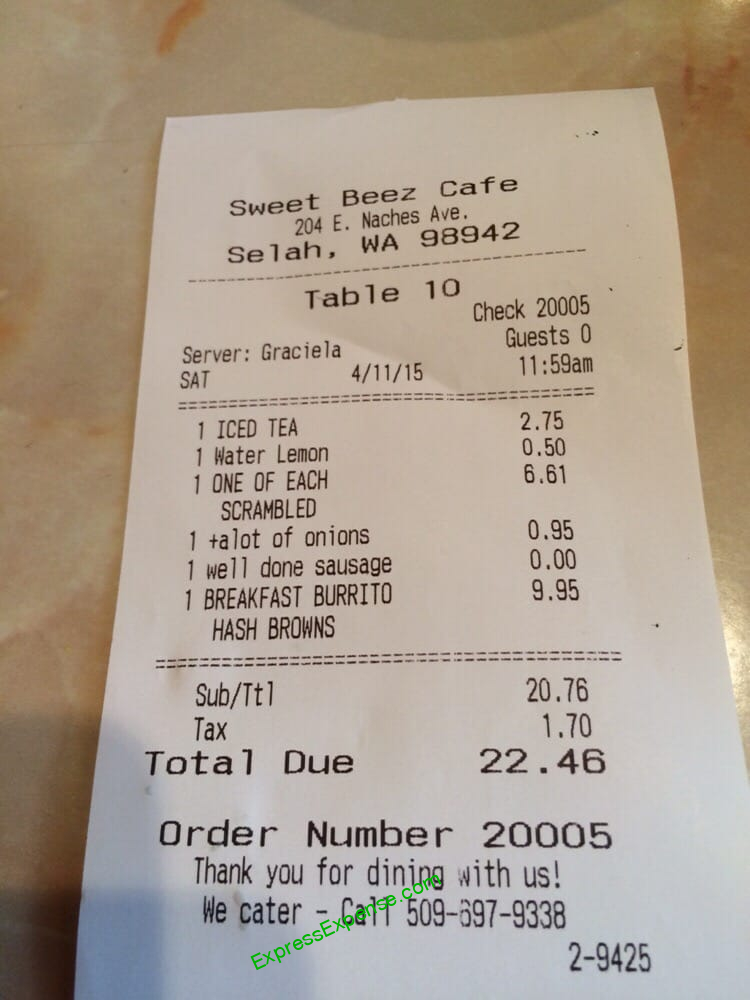 Sweet Beez Cafe
204 E. Naches Ave.
Selah, WA 98942
Table 10
Check 20005
Server: Graciela Guests 0
SAT 4/11/15 11:59am
1 ICED TEA 2.75
1 Water Lemon 0.50
1 ONE OF EACH 6.61
SCRAMBLED
1 +alot of onions 0.95
1 well done sausage 0.00
1 BREAKFAST BURRITO 9.95
HASH BROWNS
Sub/Ttl 20.76
Tax 1.70
Total Due 22.46
Order Number 20005
Thank you for dining with us!
We cater - Call 509-697-9338
ExpressExpense.com
2-9425